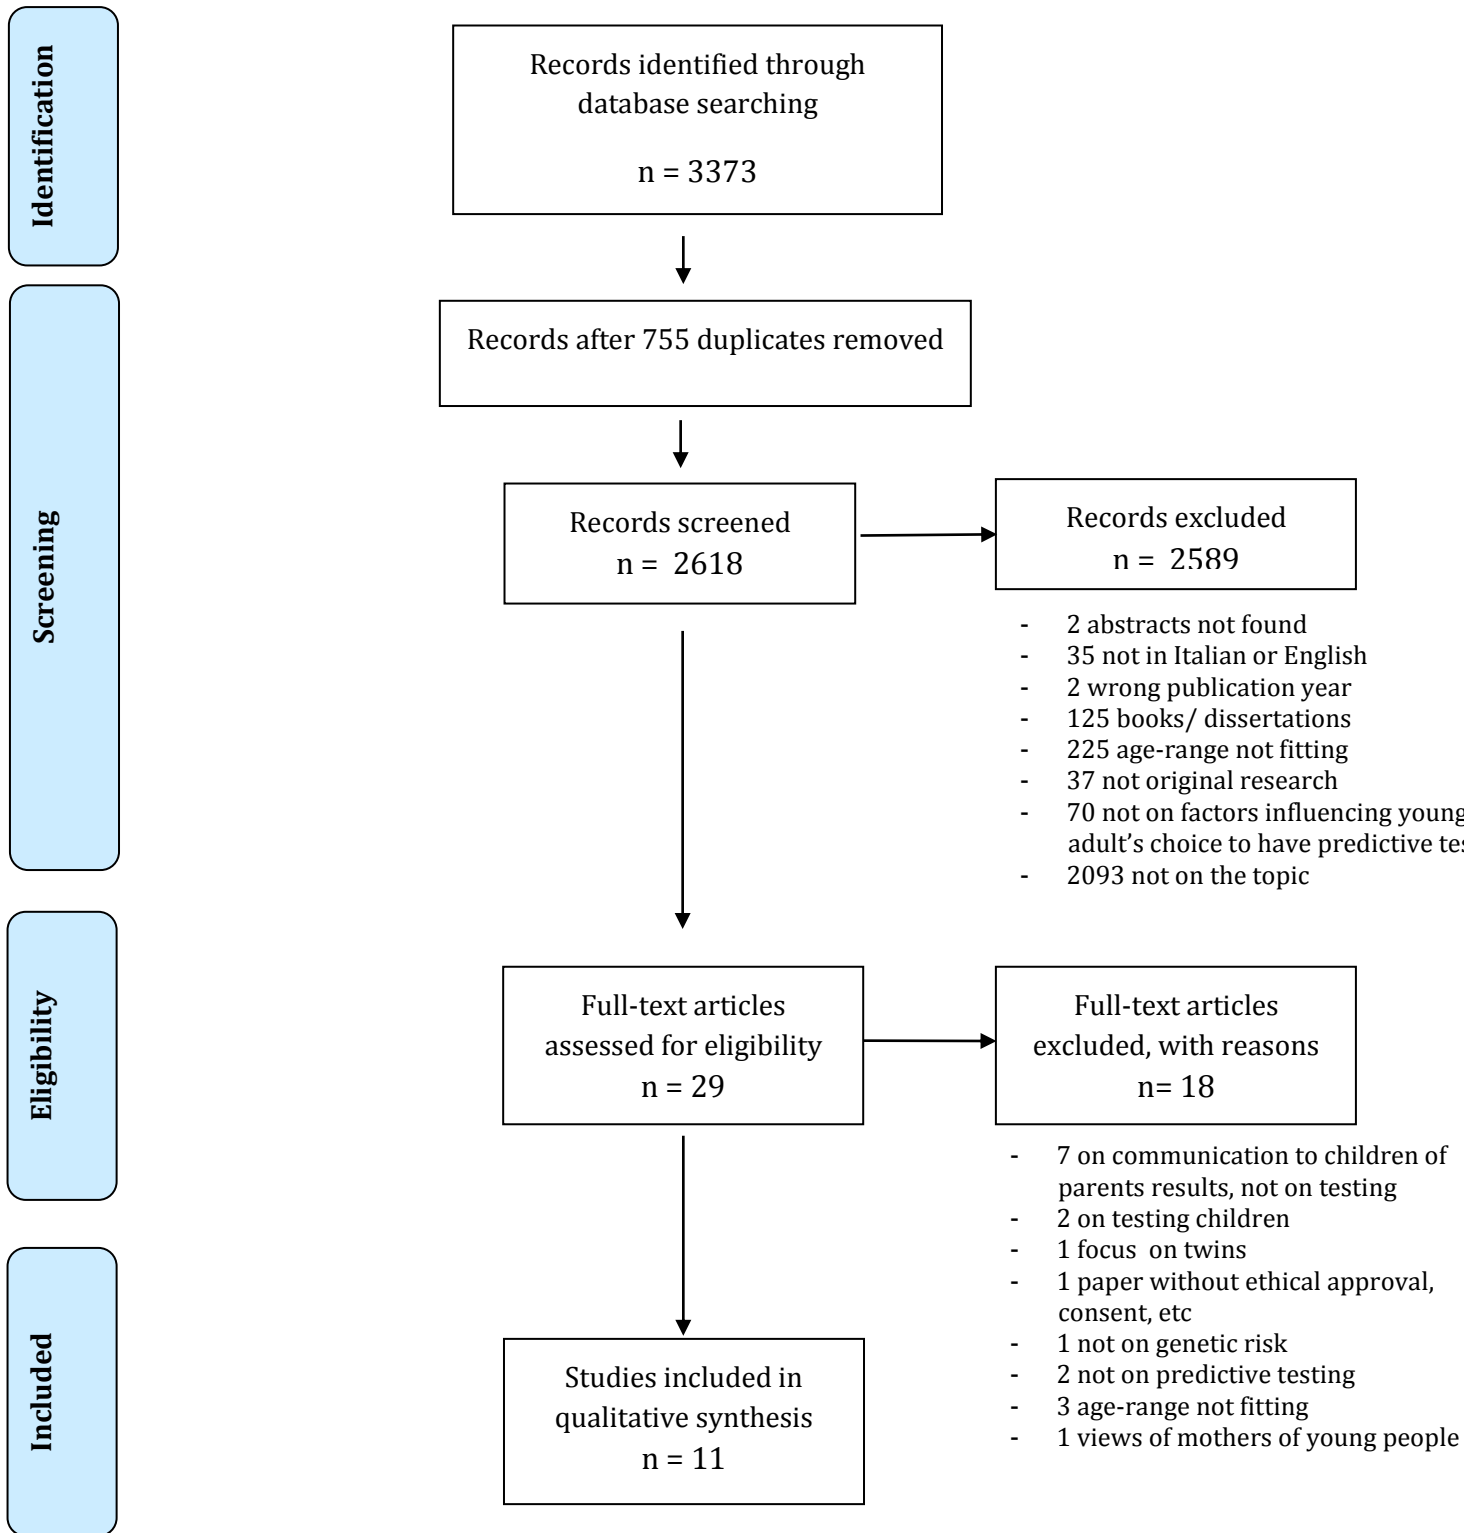 Identification
Records identified through
database searching
n = 3373
Screening
Records after 755 duplicates removed
Records screened
n = 2618
Records excluded
n = 2589
- 2 abstracts not found
- 35 not in Italian or English
- 2 wrong publication year
- 125 books/ dissertations
- 225 age-range not fitting
- 37 not original research
- 70 not on factors influencing young
adult’s choice to have predictive
- 2093 not on the topic
Eligibility
Full-text articles
assessed for eligibility
n = 29
Full-text articles
excluded, with reasons
n= 18
- 7 on communication to children of
parents results, not on testing
- 2 on testing children
- 1 focus on twins
- 1 paper without ethical approval,
consent, etc
- 1 not on genetic risk
- 2 not on predictive testing
- 3 age-range not fitting
- 1 views of mothers of young people
Included
Studies included in
qualitative synthesis
n = 11